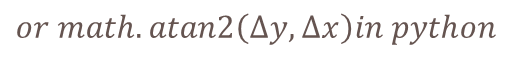 or math. atan2(Δy, Δx)in python